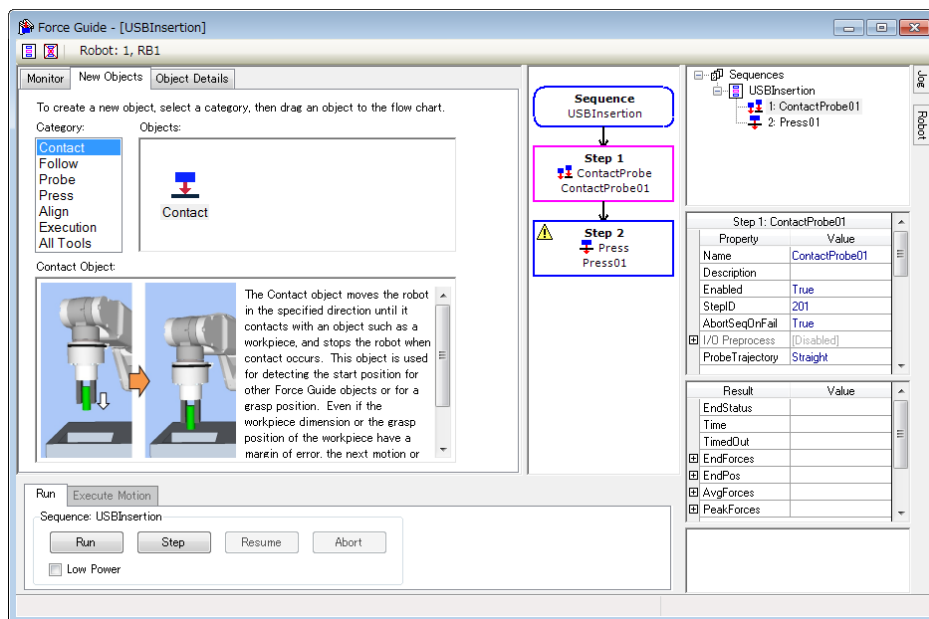 Force Guide - [USBInsertion]
Robot: 1, RB1
Monitor New Objects Object Details
To create a new object, select a category, then drag an object to the flow chart.
Category: Objects:
Contact
Follow
Probe
Press
Align
Execution
All Tools
Contact
Contact Object:
The Contact object moves the robot
in the specified direction until it
contacts with an object such as a
workpiece, and stops the robot when
contact occurs. This object is used
for detecting the start position for
other Force Guide objects or for a
grasp position. Even if the
workpiece dimension or the grasp
position of the workpiece have a
margin of error, the next motion or
Sequence
USBInsertion
Step 1
ContactProbe
ContactProbe01
Step 2
Press
Press01
Sequences
USBInsertion
1: ContactProbe01
2: Press01
Jog
Robot
Step 1: ContactProbe01
Property Value
Name ContactProbe01
Description
Enabled True
StepID 201
AbortSeqOnFail True
I/O Preprocess [Disabled]
ProbeTrajectory Straight
Result Value
EndStatus
Time
TimedOut
EndForces
EndPos
AvgForces
PeakForces
Run Execute Motion
Sequence: USBInsertion
Run Step Resume Abort
Low Power